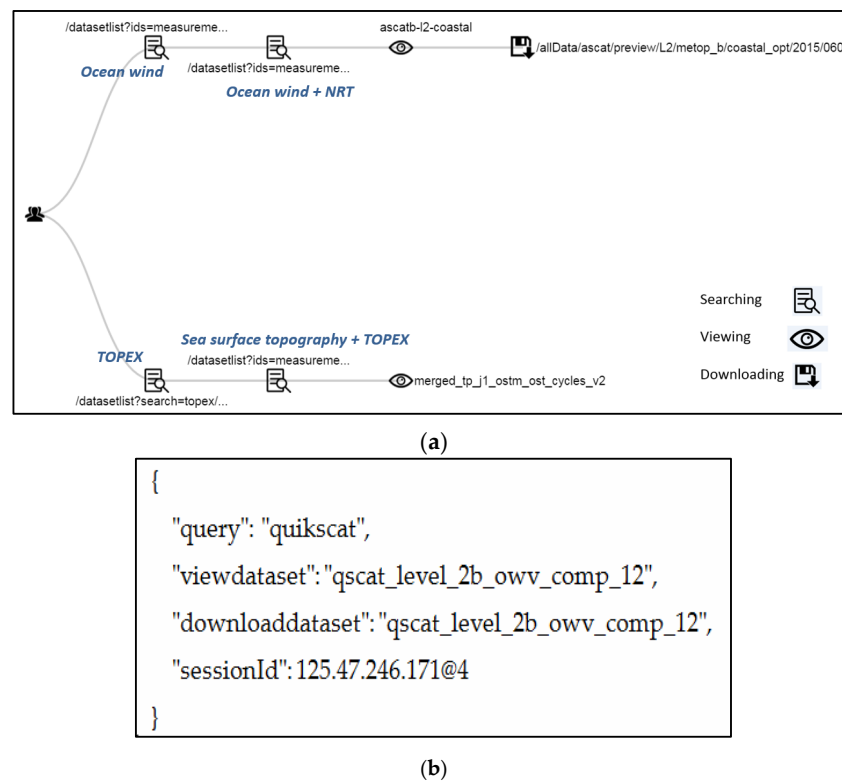 /datasetlist?ids=measureme...
Ocean wind
/datasetlist?ids=measureme...
Ocean wind + NRT
ascatb-l2-coastal
/allData/ascat/preview/L2/metop_b/coastal_opt/2015/060
Searching
Viewing
Downloading
TOPEX
/datasetlist?search=topex/...
Sea surface topography + TOPEX
/datasetlist?ids=measureme...
merged_tp_j1_ostm_ost_cycles_v2
(a)
{
"query": "quikscat",
"viewdataset": "qscat_level_2b_owv_comp_12",
"downloaddataset": "qscat_level_2b_owv_comp_12",
"sessionId": 125.47.246.171@4
}
(b)